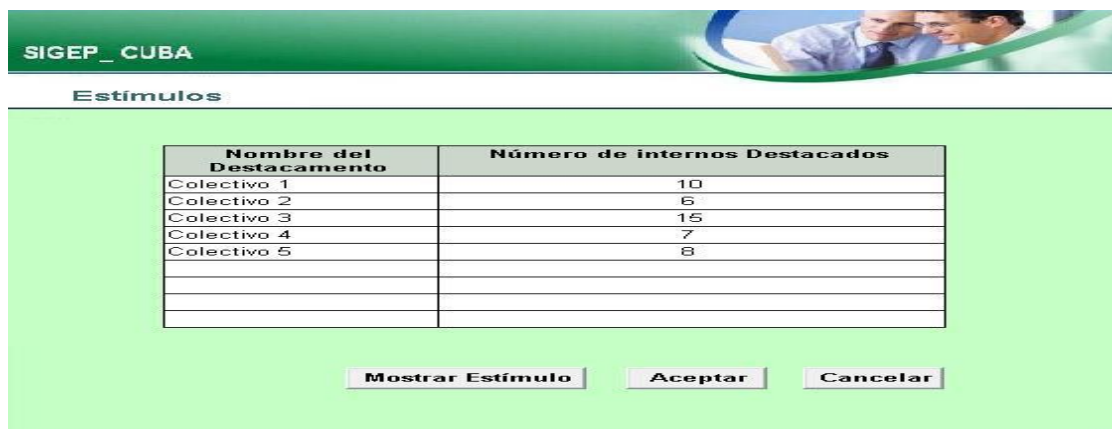 SIGEP_ CUBA
Estímulos
Nombre del Destacamento Número de internos Destacados
Colectivo 1 10
Colectivo 2 6
Colectivo 3 15
Colectivo 4 7
Colectivo 5 8
Mostrar Estímulo Aceptar Cancelar